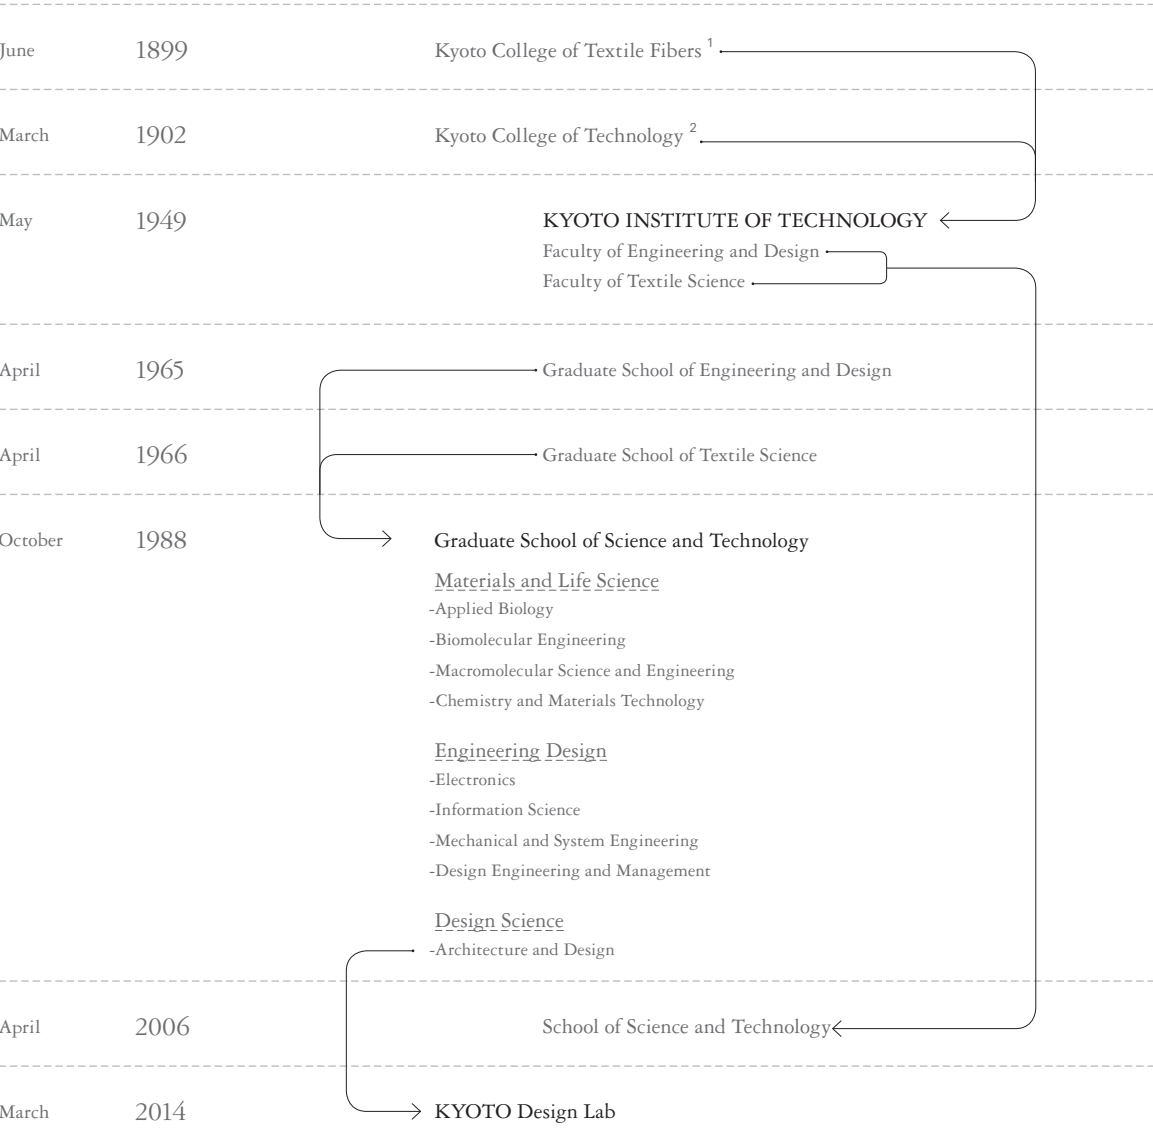 June 1899 Kyoto College of Textile Fibers 1
March 1902 Kyoto College of Technology 2
May 1949 KYOTO INSTITUTE OF TECHNOLOGY
Faculty of Engineering and Design
Faculty of Textile Science
April 1965 Graduate School of Engineering and Design
April 1966 Graduate School of Textile Science
October 1988 Graduate School of Science and Technology
Materials and Life Science
-Applied Biology
-Biomolecular Engineering
-Macromolecular Science and Engineering
-Chemistry and Materials Technology
Engineering Design
-Electronics
-Information Science
-Mechanical and System Engineering
-Design Engineering and Management
Design Science
-Architecture and Design
April 2006 School of Science and Technology
March 2014 KYOTO Design Lab